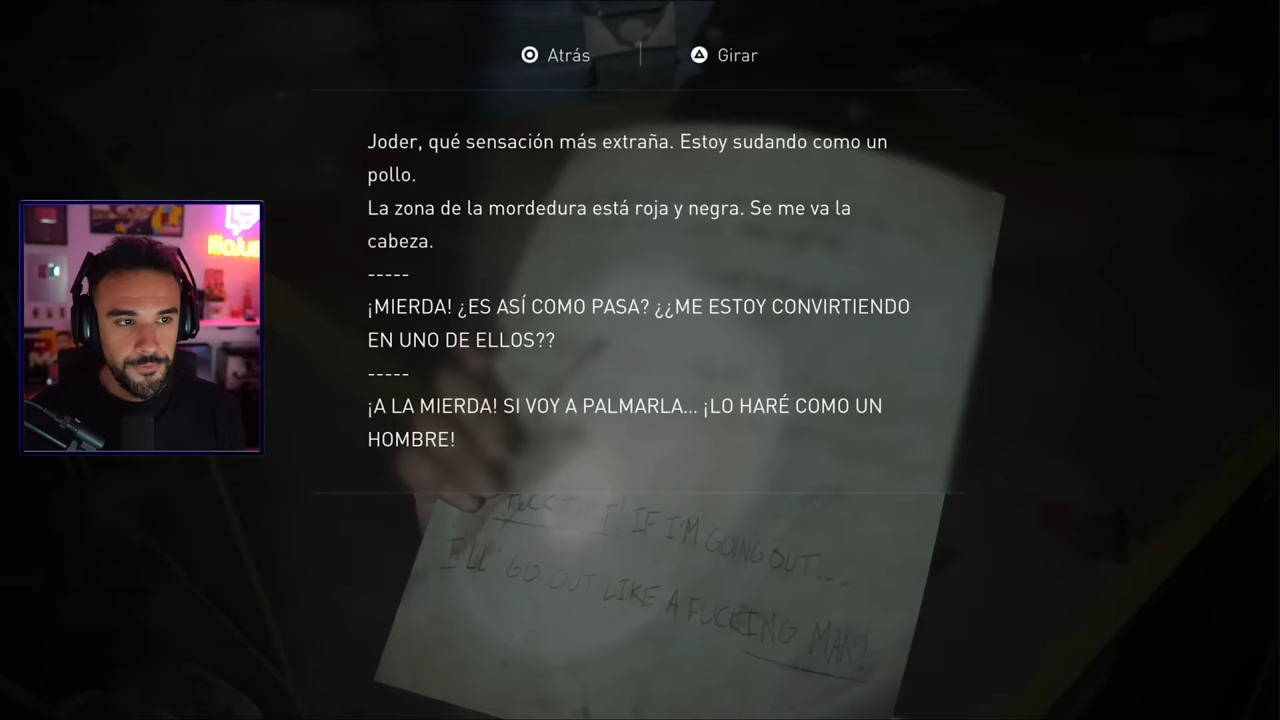 Atrás
Girar
Joder, qué sensación más extraña. Estoy sudando como un
pollo.
La zona de la mordedura está roja y negra. Se me va la
cabeza.
-----
¡MIERDA! ¿ES ASÍ COMO PASA? ¿¿ME ESTOY CONVIRTIENDO
EN UNO DE ELLOS??
-----
¡A LA MIERDA! SI VOY A PALMARLA... ¡LO HARÉ COMO UN
HOMBRE!
FUCK IT! IF I'M GOING OUT...
I'LL GO OUT LIKE A FUCKING MAN!